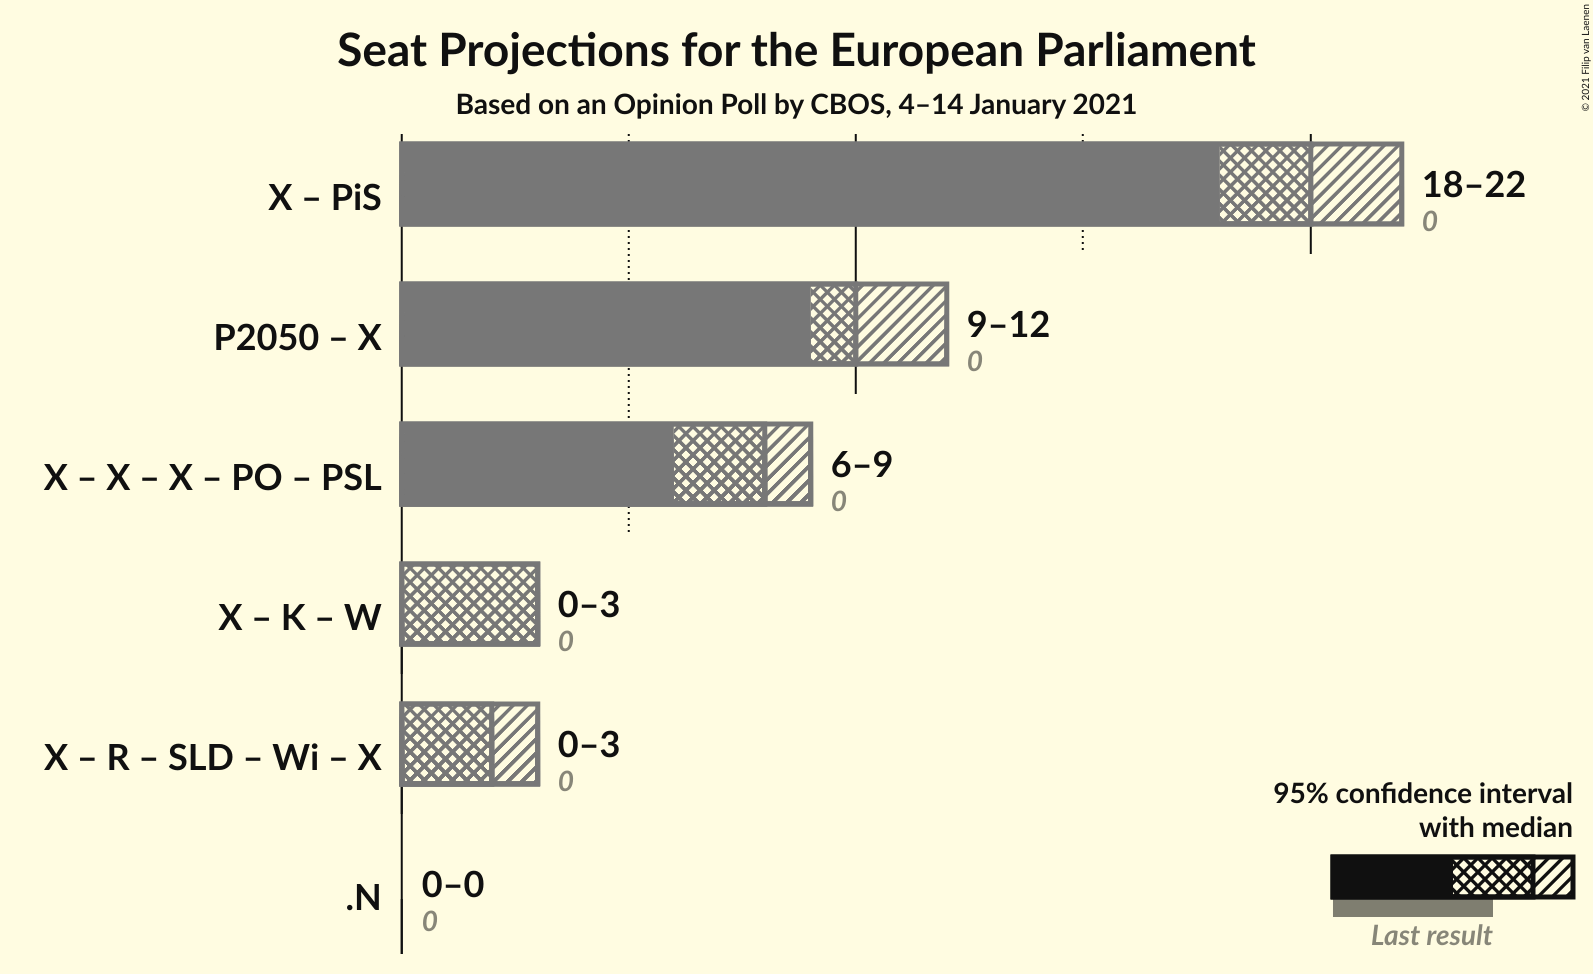 Seat Projections for the European Parliament
Based on an Opinion Poll by CBOS, 4–14 January 2021
© 2021 Filip van Laenen
X – PiS
18–22
0
P2050 – X
9–12
0
X – X – X – PO – PSL
6–9
0
X – K – W
0–3
0
X – R – SLD – Wi – X
0–3
0
.N
0–0
0
95% confidence interval
with median
Last result